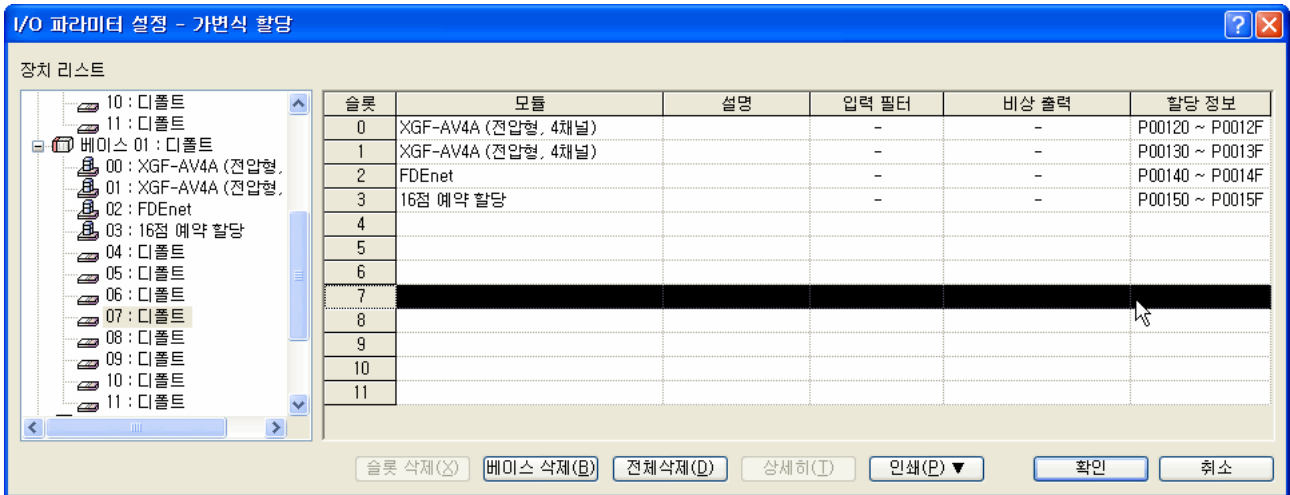 I/O 파라미터 설정 - 가변식 할당
장치 리스트
10 : 디폴트
11 : 디폴트
베이스 01 : 디폴트
00 : XGF-AV4A (전압형,
01 : XGF-AV4A (전압형,
02 : FDEnet
03 : 16점 예약 할당
04 : 디폴트
05 : 디폴트
06 : 디폴트
07 : 디폴트
08 : 디폴트
09 : 디폴트
10 : 디폴트
11 : 디폴트
슬롯 모듈 설명 입력 필터 비상 출력 할당 정보
0 XGF-AV4A (전압형, 4채널) - - P00120 ~ P0012F
1 XGF-AV4A (전압형, 4채널) - - P00130 ~ P0013F
2 FDEnet - - P00140 ~ P0014F
3 16점 예약 할당 - - P00150 ~ P0015F
4
5
6
7
8
9
10
11
슬롯 삭제(X) 베이스 삭제(B) 전체삭제(D) 상세히(T) 인쇄(P) ▼ 확인 취소